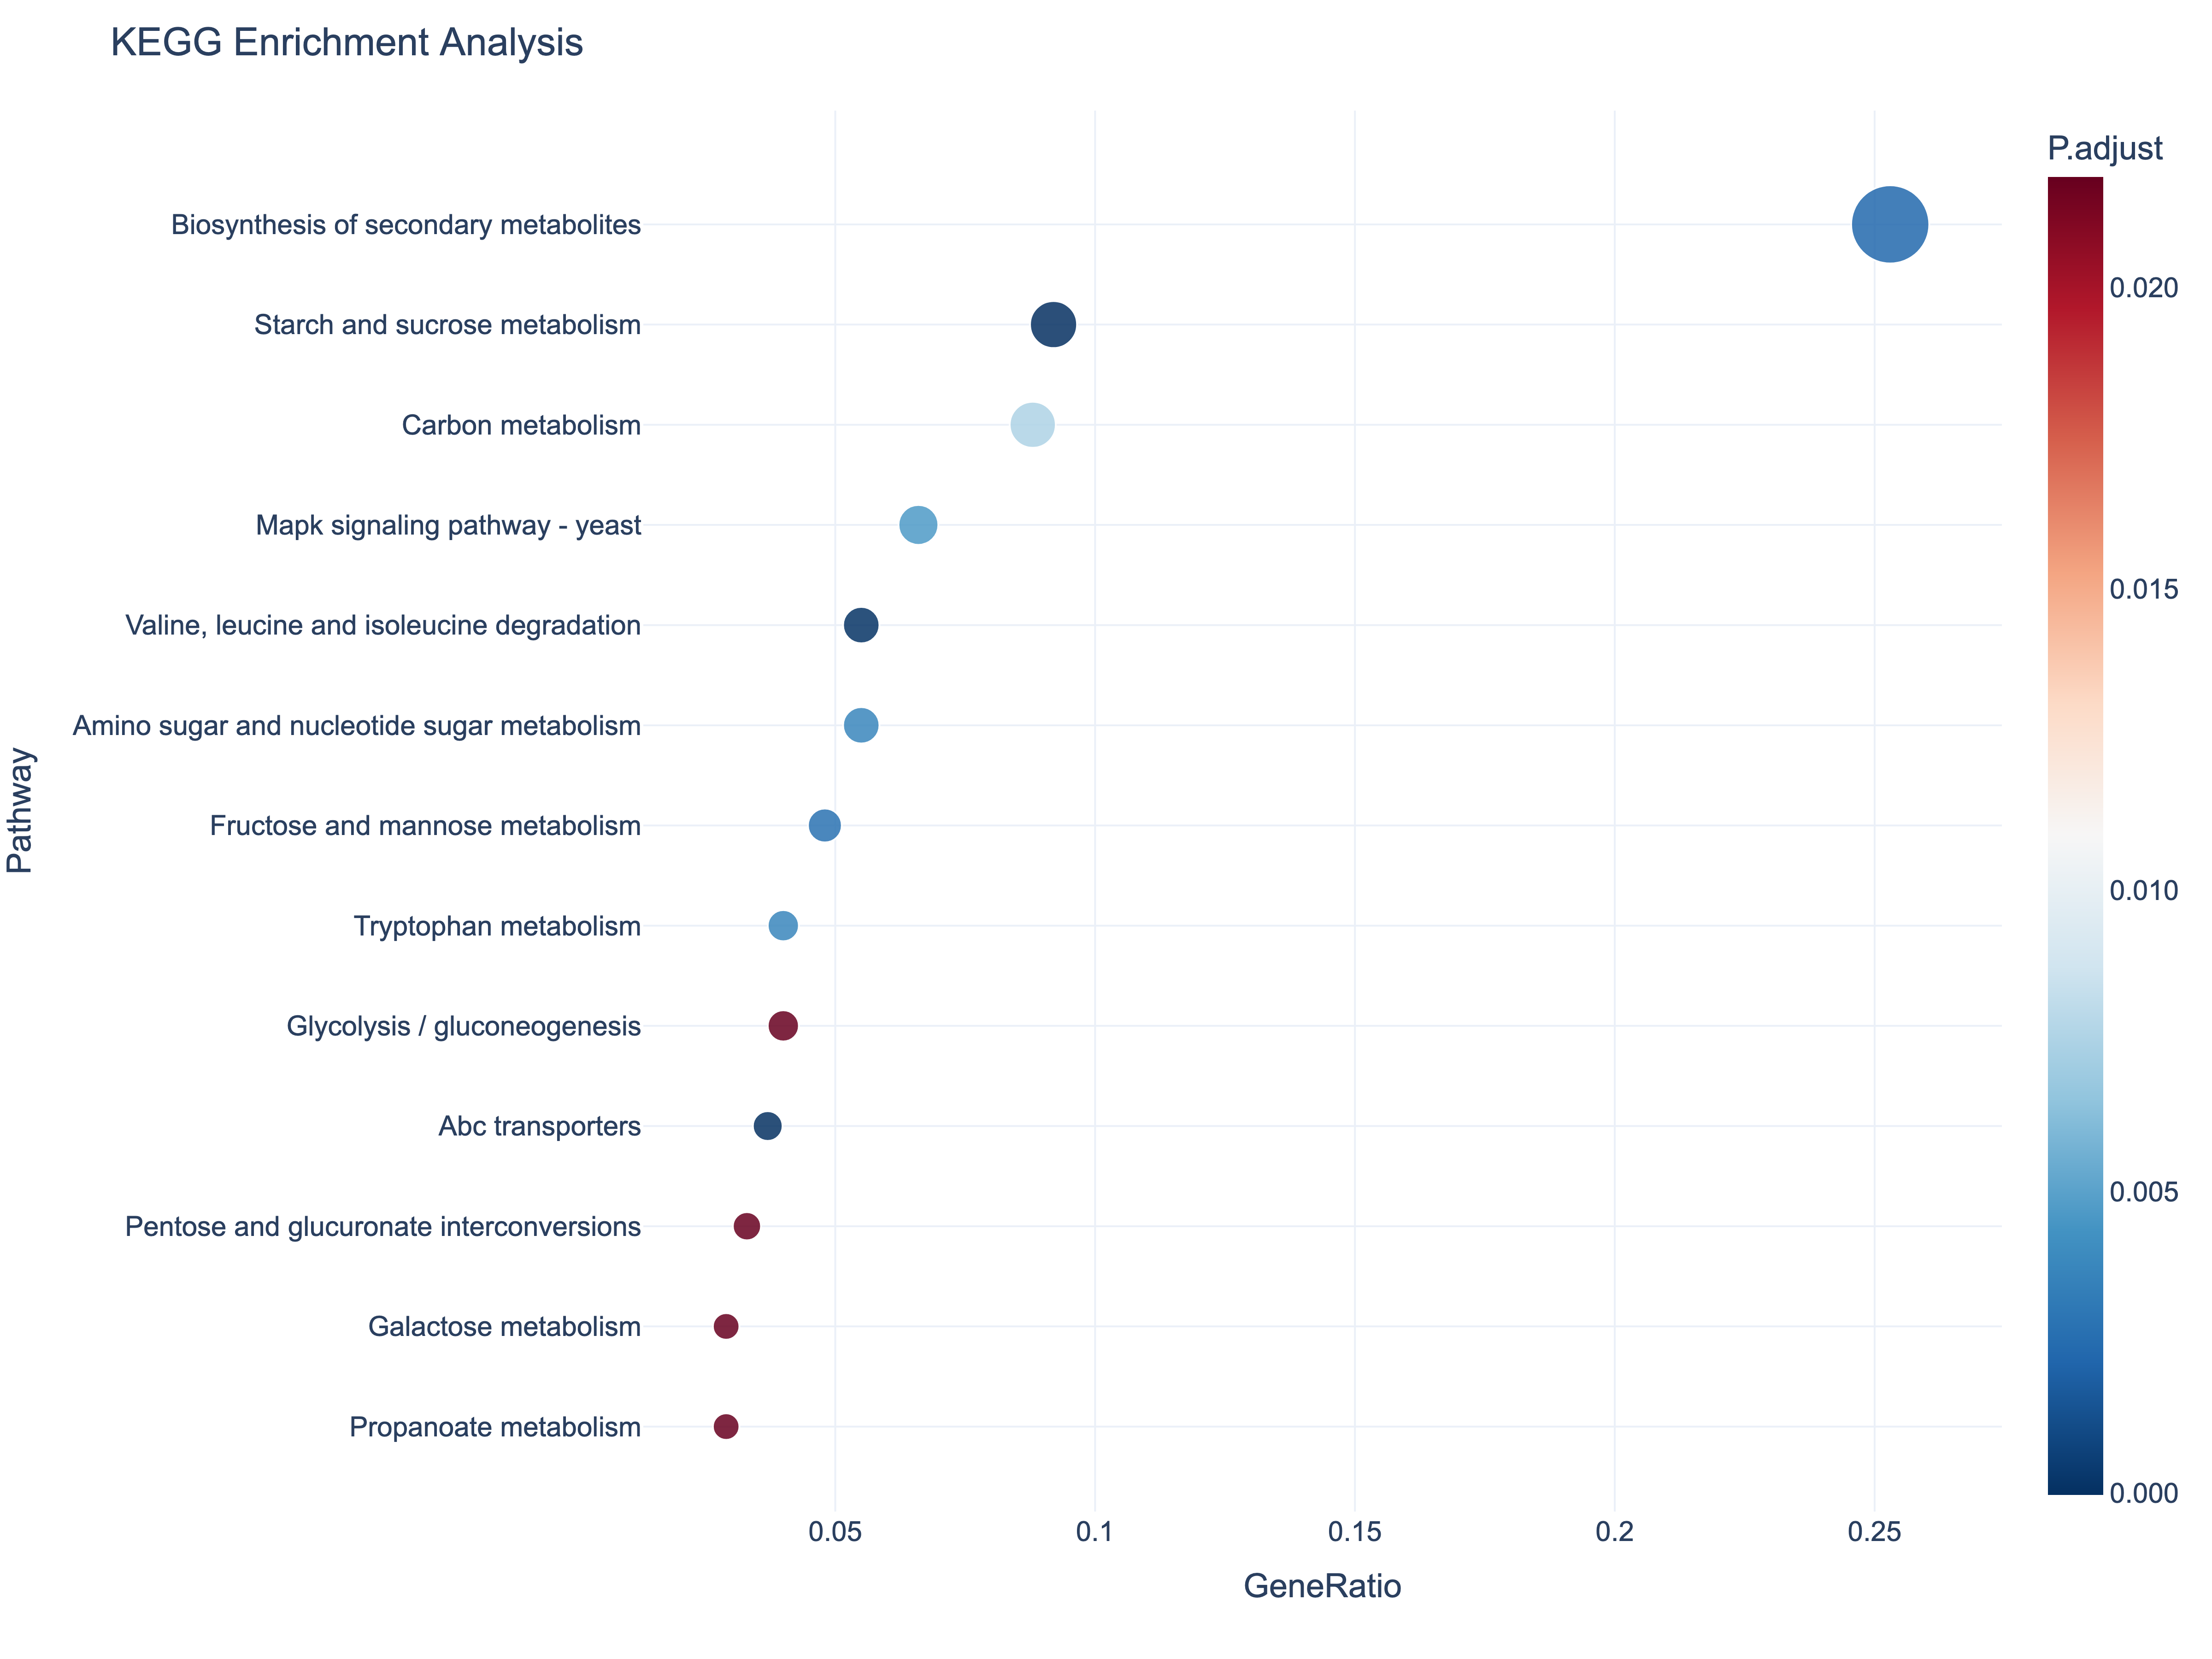 KEGG Enrichment Analysis
P.adjust
Biosynthesis of secondary metabolites
Starch and sucrose metabolism
Carbon metabolism
Mapk signaling pathway - yeast
Valine, leucine and isoleucine degradation
Amino sugar and nucleotide sugar metabolism
Fructose and mannose metabolism
Tryptophan metabolism
Glycolysis / gluconeogenesis
Abc transporters
Pentose and glucuronate interconversions
Galactose metabolism
Propanoate metabolism
Pathway
0.05
0.1
0.15
0.2
0.25
GeneRatio
0.020
0.015
0.010
0.005
0.000